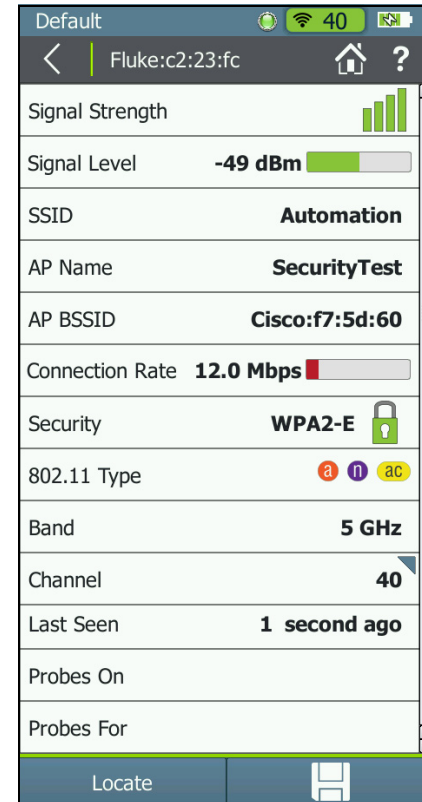 Default 40
Fluke:c2:23:fc ?
Signal Strength
Signal Level -49 dBm
SSID Automation
AP Name SecurityTest
AP BSSID Cisco:f7:5d:60
Connection Rate 12.0 Mbps
Security WPA2-E
802.11 Type a n ac
Band 5 GHz
Channel 40
Last Seen 1 second ago
Probes On
Probes For
Locate